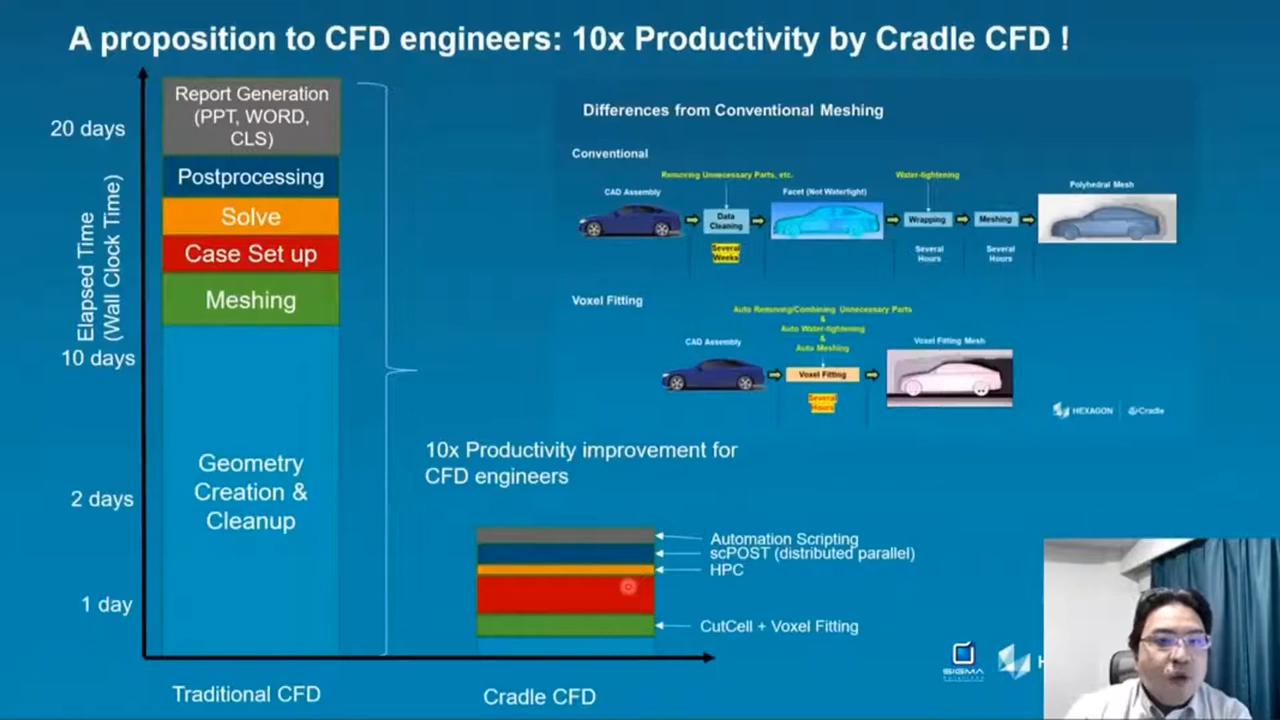 A proposition to CFD engineers: 10x Productivity by Cradle CFD !
20 days
10 days
2 days
1 day
Elapsed Time
(Wall Clock Time)
Report Generation
(PPT, WORD,
CLS)
Postprocessing
Solve
Case Set up
Meshing
Geometry
Creation &
Cleanup
Traditional CFD
Differences from Conventional Meshing
Conventional
Removing Unnecessary Parts, etc.
Water-tightening
CAD Assembly
Facet (Not Watertight)
Polyhedral Mesh
Data
Cleaning
Wrapping
Meshing
Several
Weeks
Several
Hours
Several
Hours
Voxel Fitting
Auto Removing/Combining Unnecessary Parts
&
Auto Water-tightening
&
Auto Meshing
CAD Assembly
Voxel Fitting Mesh
Voxel Fitting
Several
Hours
HEXAGON
Cradle
10x Productivity improvement for
CFD engineers
Automation Scripting
scPOST (distributed parallel)
HPC
CutCell + Voxel Fitting
Cradle CFD
SIGMA
H